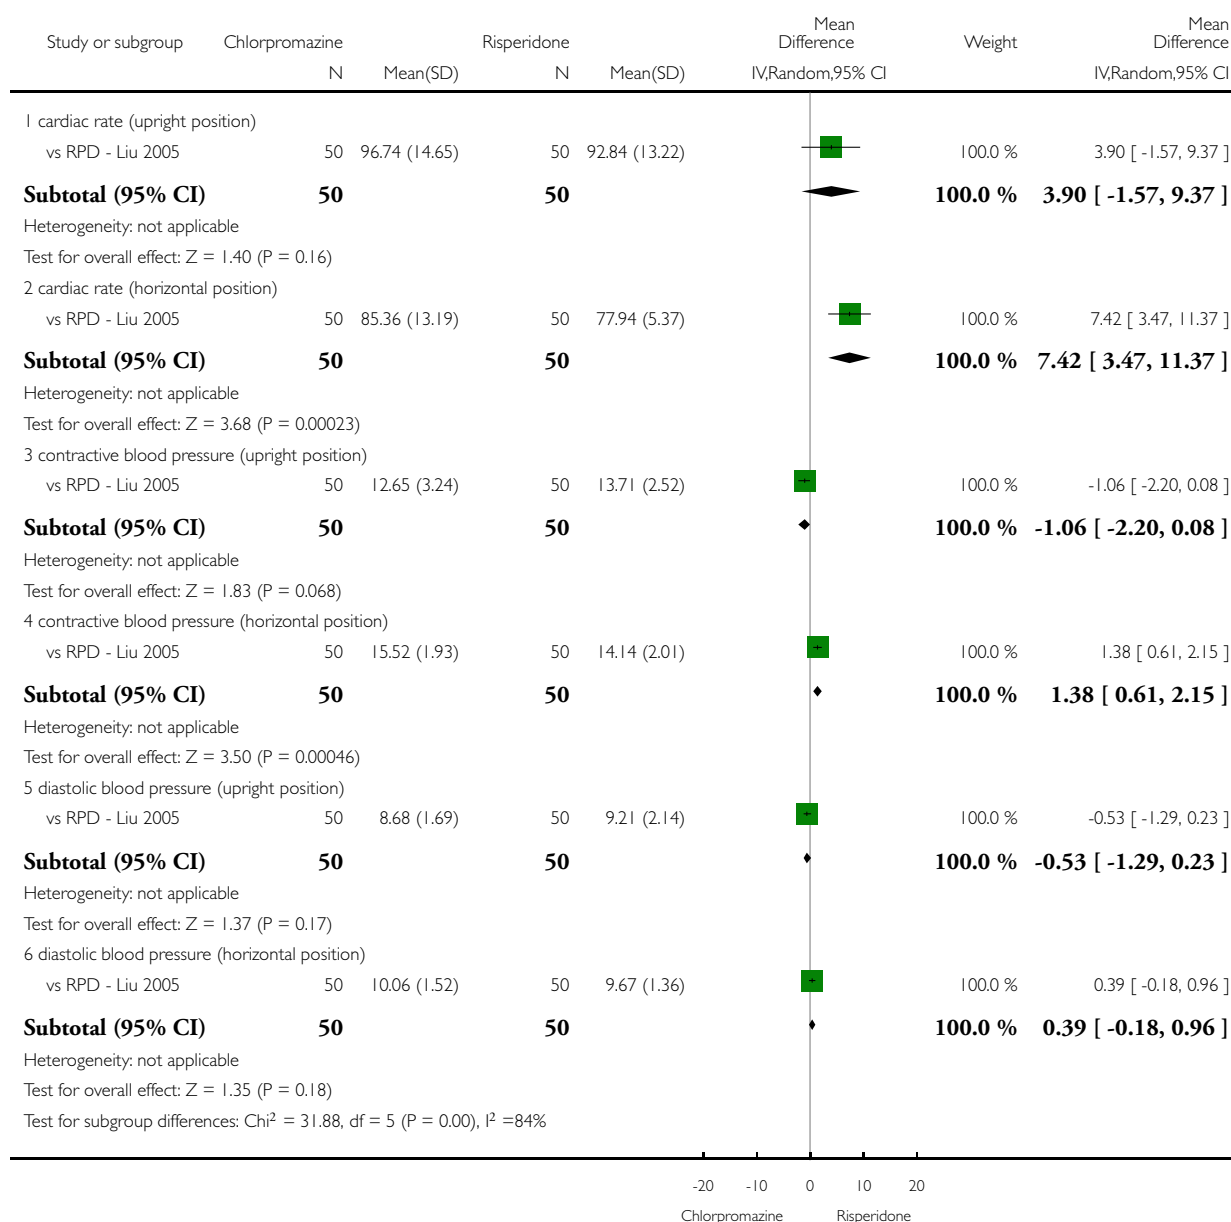 Study or subgroup Chlorpromazine Risperidone Mean Difference Weight Mean Difference
N Mean(SD) N Mean(SD) IV,Random,95% CI IV,Random,95% CI
1 cardiac rate (upright position)
vs RPD - Liu 2005 50 96.74 (14.65) 50 92.84 (13.22) 100.0 % 3.90 [ -1.57, 9.37 ]
Subtotal (95% CI) 50 50 100.0 % 3.90 [ -1.57, 9.37 ]
Heterogeneity: not applicable
Test for overall effect: Z = 1.40 (P = 0.16)
2 cardiac rate (horizontal position)
vs RPD - Liu 2005 50 85.36 (13.19) 50 77.94 (5.37) 100.0 % 7.42 [ 3.47, 11.37 ]
Subtotal (95% CI) 50 50 100.0 % 7.42 [ 3.47, 11.37 ]
Heterogeneity: not applicable
Test for overall effect: Z = 3.68 (P = 0.00023)
3 contractive blood pressure (upright position)
vs RPD - Liu 2005 50 12.65 (3.24) 50 13.71 (2.52) 100.0 % -1.06 [ -2.20, 0.08 ]
Subtotal (95% CI) 50 50 100.0 % -1.06 [ -2.20, 0.08 ]
Heterogeneity: not applicable
Test for overall effect: Z = 1.83 (P = 0.068)
4 contractive blood pressure (horizontal position)
vs RPD - Liu 2005 50 15.52 (1.93) 50 14.14 (2.01) 100.0 % 1.38 [ 0.61, 2.15 ]
Subtotal (95% CI) 50 50 100.0 % 1.38 [ 0.61, 2.15 ]
Heterogeneity: not applicable
Test for overall effect: Z = 3.50 (P = 0.00046)
5 diastolic blood pressure (upright position)
vs RPD - Liu 2005 50 8.68 (1.69) 50 9.21 (2.14) 100.0 % -0.53 [ -1.29, 0.23 ]
Subtotal (95% CI) 50 50 100.0 % -0.53 [ -1.29, 0.23 ]
Heterogeneity: not applicable
Test for overall effect: Z = 1.37 (P = 0.17)
6 diastolic blood pressure (horizontal position)
vs RPD - Liu 2005 50 10.06 (1.52) 50 9.67 (1.36) 100.0 % 0.39 [ -0.18, 0.96 ]
Subtotal (95% CI) 50 50 100.0 % 0.39 [ -0.18, 0.96 ]
Heterogeneity: not applicable
Test for overall effect: Z = 1.35 (P = 0.18)
Test for subgroup differences: Chi² = 31.88, df = 5 (P = 0.00), I² =84%
-20 -10 0 10 20
Chlorpromazine Risperidone